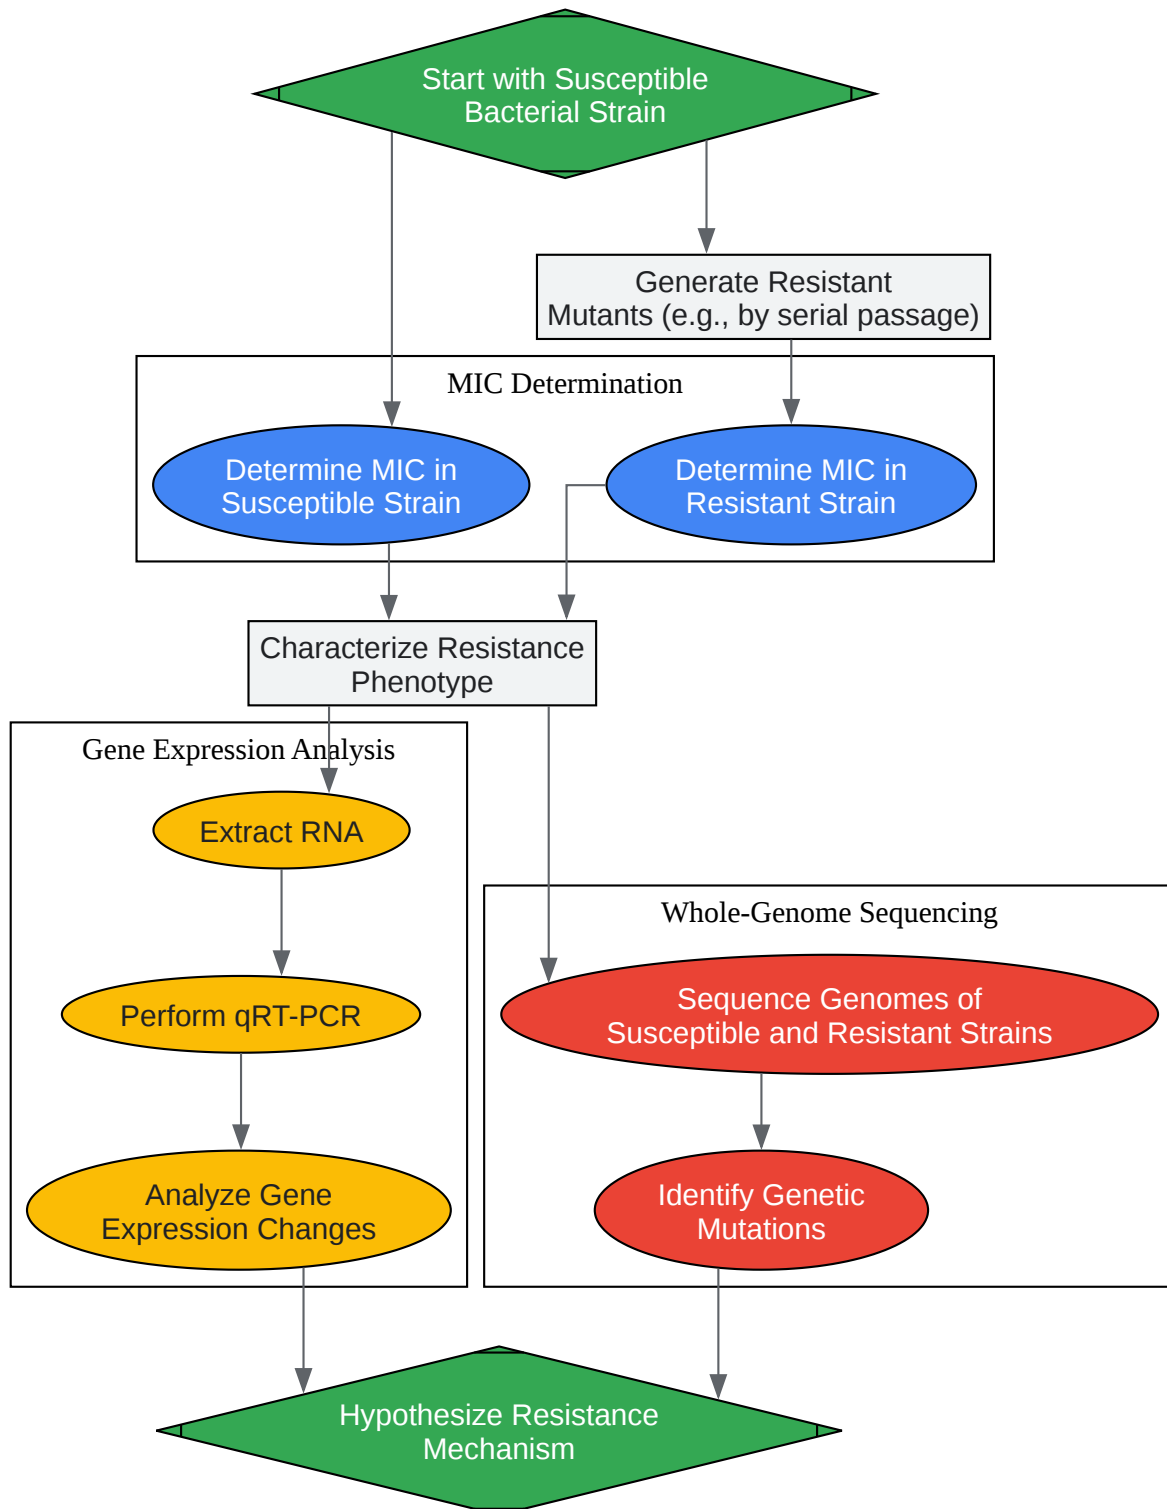 Start with Susceptible
Bacterial Strain
Generate Resistant
Mutants (e.g., by serial passage)
MIC Determination
Determine MIC in
Susceptible Strain
Determine MIC in
Resistant Strain
Characterize Resistance
Phenotype
Gene Expression Analysis
Extract RNA
Perform qRT-PCR
Analyze Gene
Expression Changes
Whole-Genome Sequencing
Sequence Genomes of
Susceptible and Resistant Strains
Identify Genetic
Mutations
Hypothesize Resistance
Mechanism